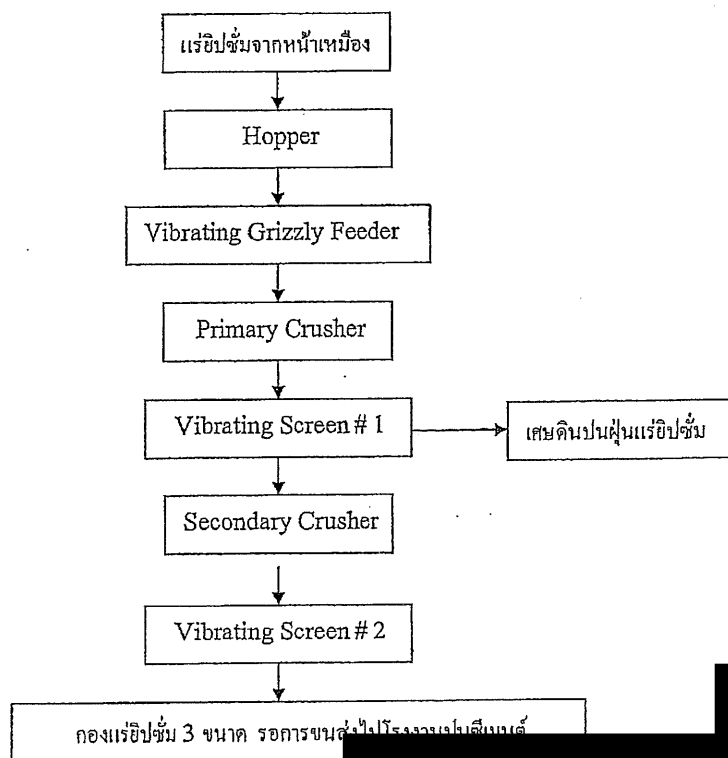 แร่ยิปซั่มจากหน้าเหมือง
Hopper
Vibrating Grizzly Feeder
Primary Crusher
Vibrating Screen # 1
เศษดินปนฝุ่นแร่ยิปซั่ม
Secondary Crusher
Vibrating Screen # 2
กองแร่ยิปซั่ม 3 ขนาด รอการขนส่งไปโรงงานปูนซีเมนต์